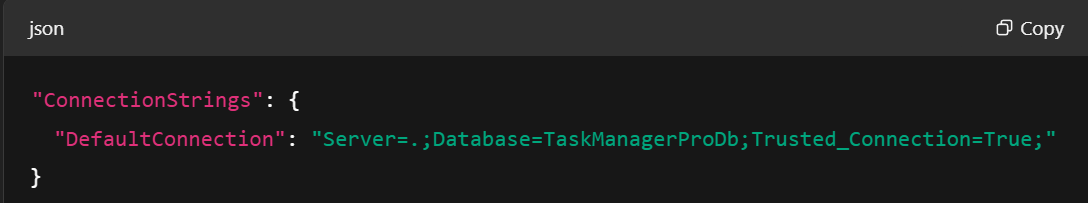 json
Copy
"ConnectionStrings": {
  "DefaultConnection": "Server=.;Database=TaskManagerProDb;Trusted_Connection=True;"
}